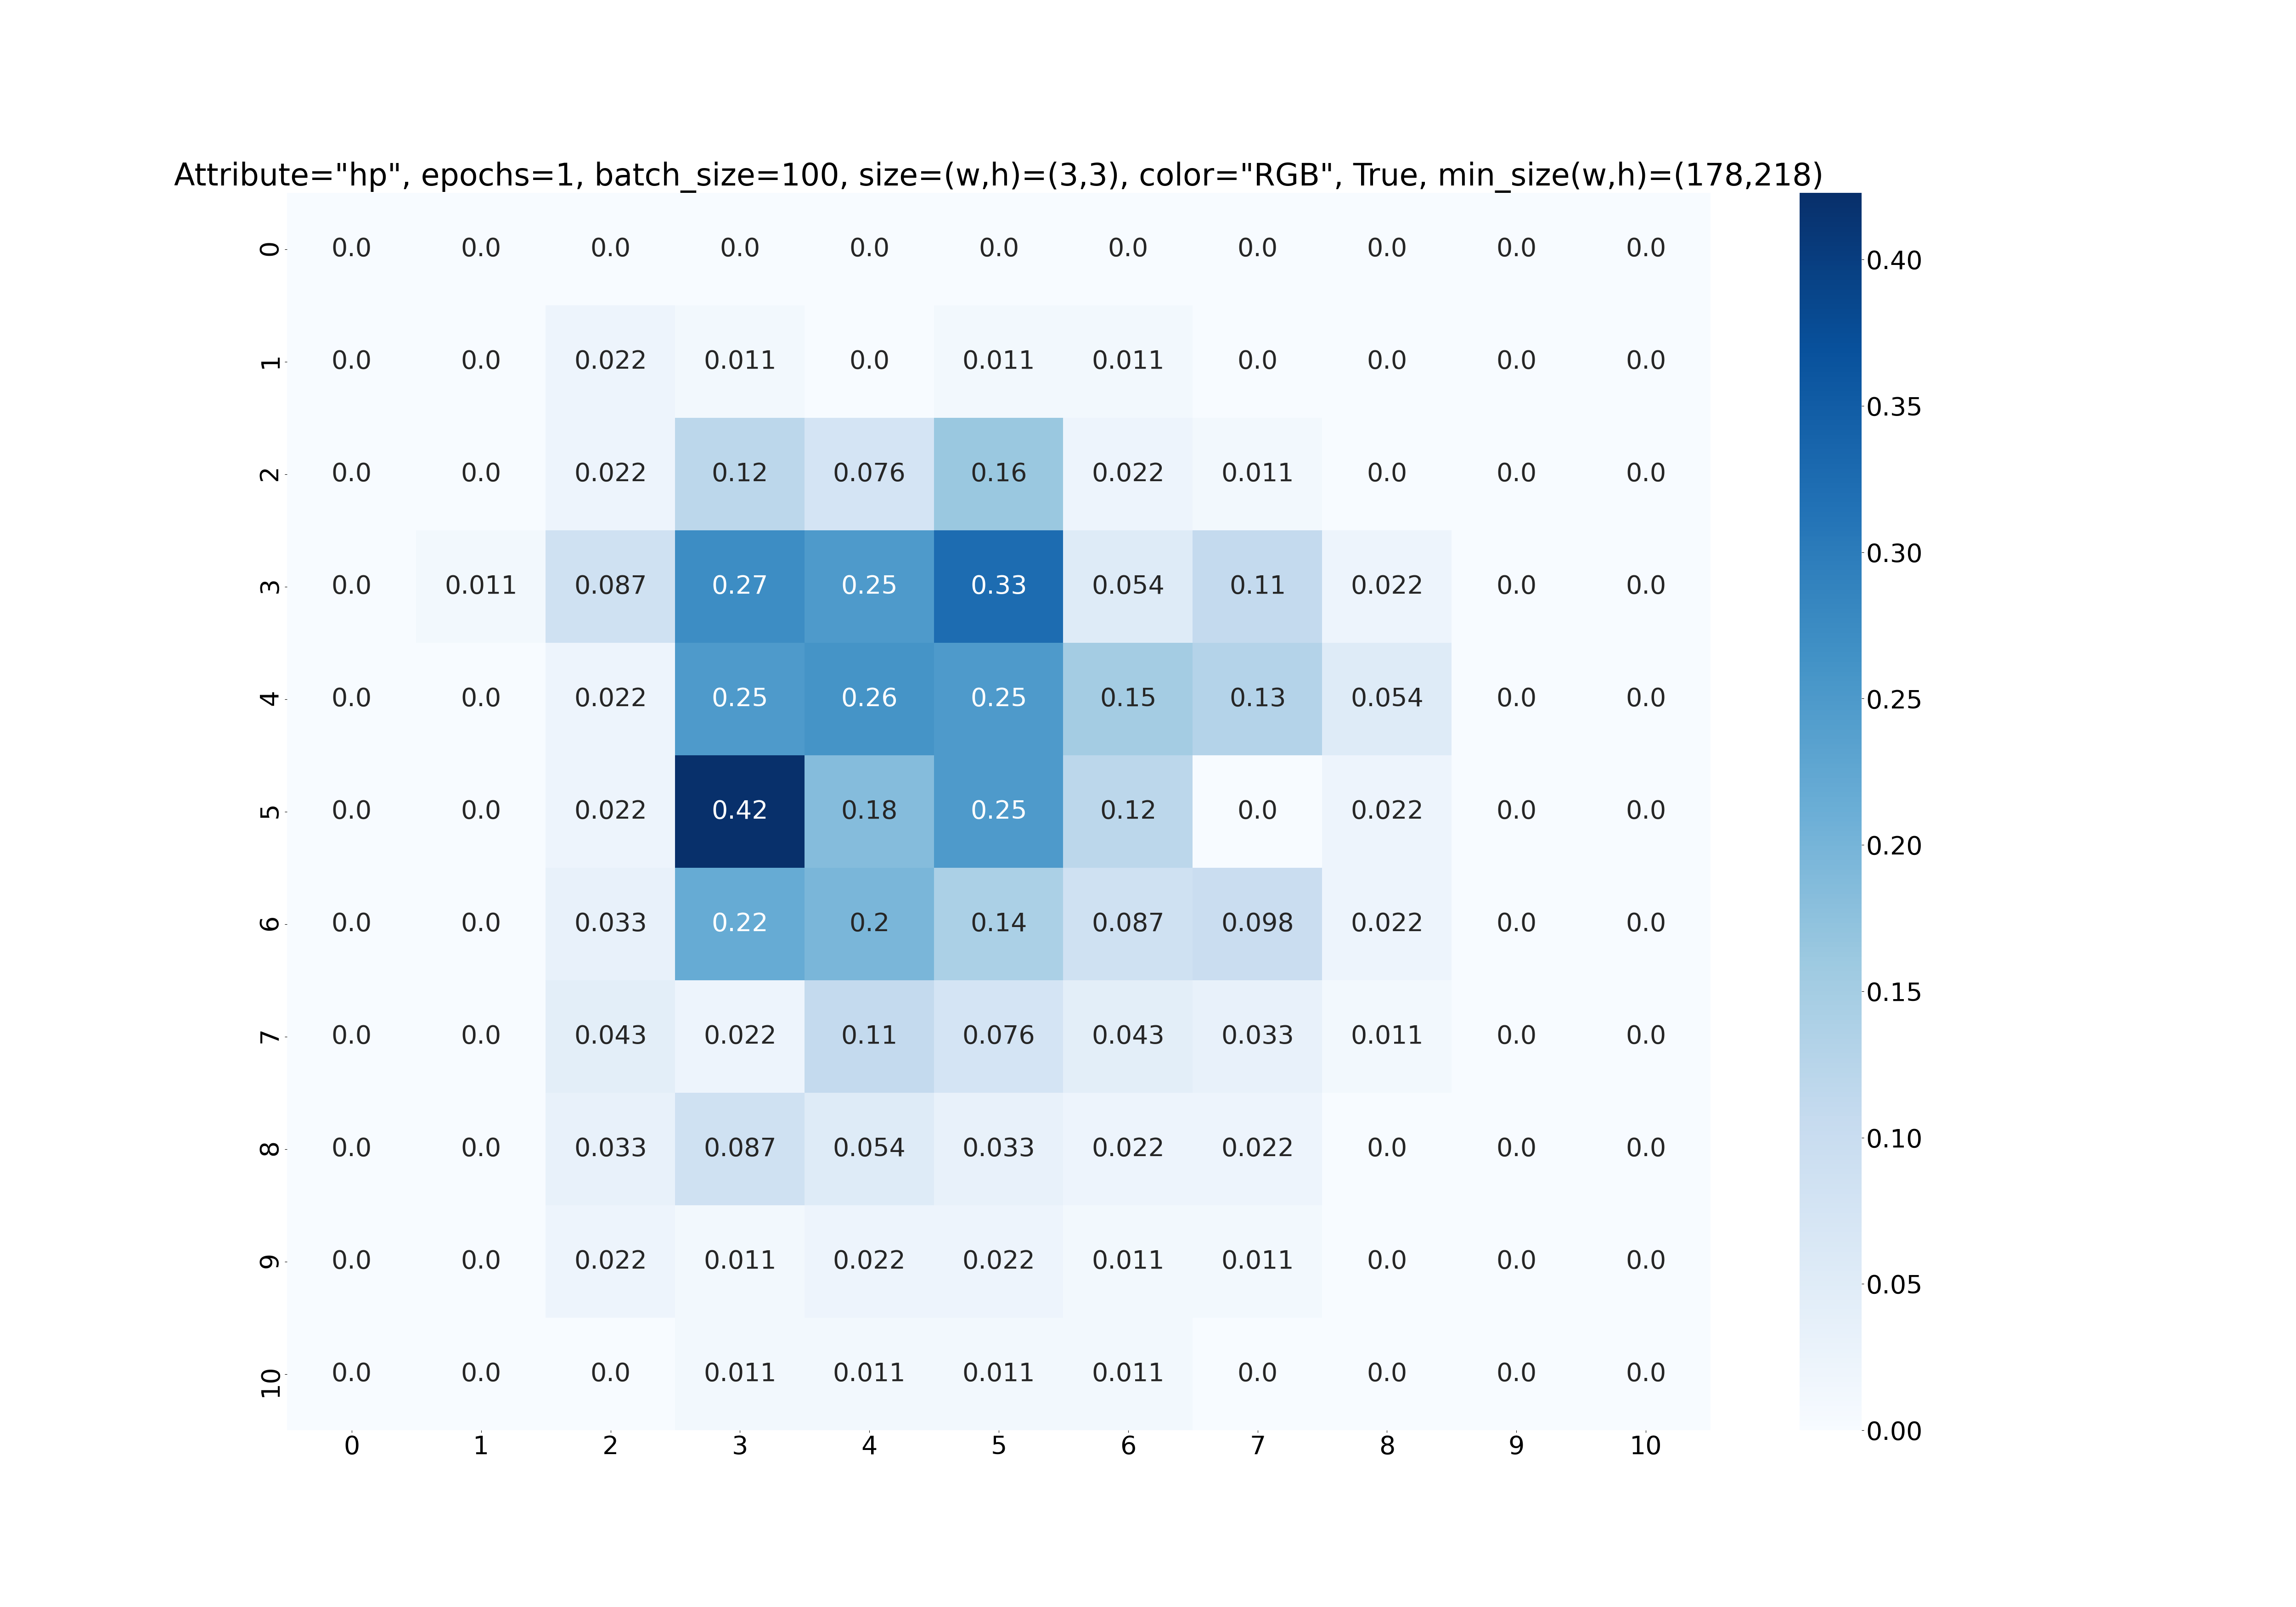 Attribute="hp", epochs=1, batch_size=100, size=(w,h)=(3,3), color="RGB", True, min_size(w,h)=(178,218)
0 0.0 0.0 0.0 0.0 0.0 0.0 0.0 0.0 0.0 0.0 0.0
1 0.0 0.0 0.022 0.011 0.0 0.011 0.011 0.0 0.0 0.0 0.0
2 0.0 0.0 0.022 0.12 0.076 0.16 0.022 0.011 0.0 0.0 0.0
3 0.0 0.011 0.087 0.27 0.25 0.33 0.054 0.11 0.022 0.0 0.0
4 0.0 0.0 0.022 0.25 0.26 0.25 0.15 0.13 0.054 0.0 0.0
5 0.0 0.0 0.022 0.42 0.18 0.25 0.12 0.0 0.022 0.0 0.0
6 0.0 0.0 0.033 0.22 0.2 0.14 0.087 0.098 0.022 0.0 0.0
7 0.0 0.0 0.043 0.022 0.11 0.076 0.043 0.033 0.011 0.0 0.0
8 0.0 0.0 0.033 0.087 0.054 0.033 0.022 0.022 0.0 0.0 0.0
9 0.0 0.0 0.022 0.011 0.022 0.022 0.011 0.011 0.0 0.0 0.0
10 0.0 0.0 0.0 0.011 0.011 0.011 0.011 0.0 0.0 0.0 0.0
0 1 2 3 4 5 6 7 8 9 10
0.40
0.35
0.30
0.25
0.20
0.15
0.10
0.05
0.00